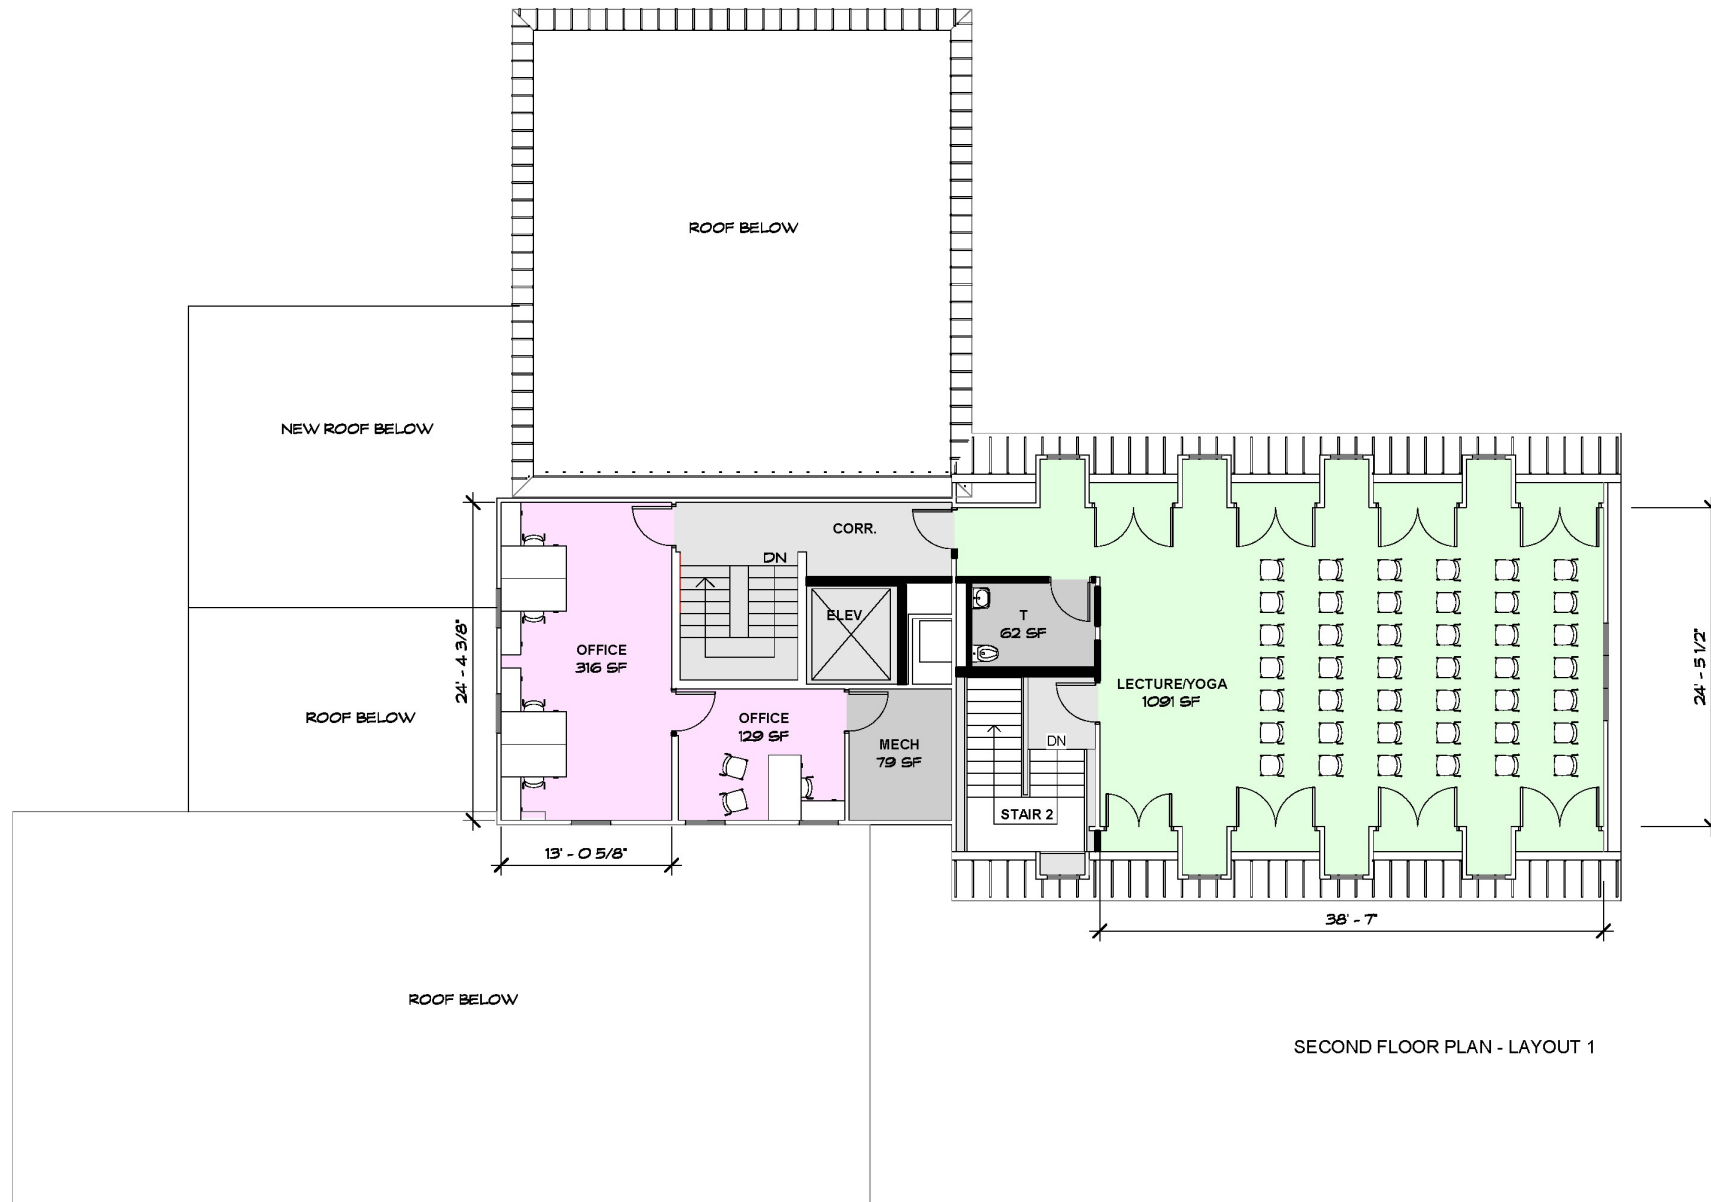 ROOF BELOW
NEW ROOF BELOW
CORR.
DN
ELEV.
T
62 SF
24' - 4 3/8"
24' - 5 1/2"
OFFICE
316 SF
LECTURE/YOGA
1091 SF
ROOF BELOW
OFFICE
129 SF
MECH
79 SF
DN
STAIR 2
13' - 0 5/8"
38' - 7"
ROOF BELOW
SECOND FLOOR PLAN - LAYOUT 1